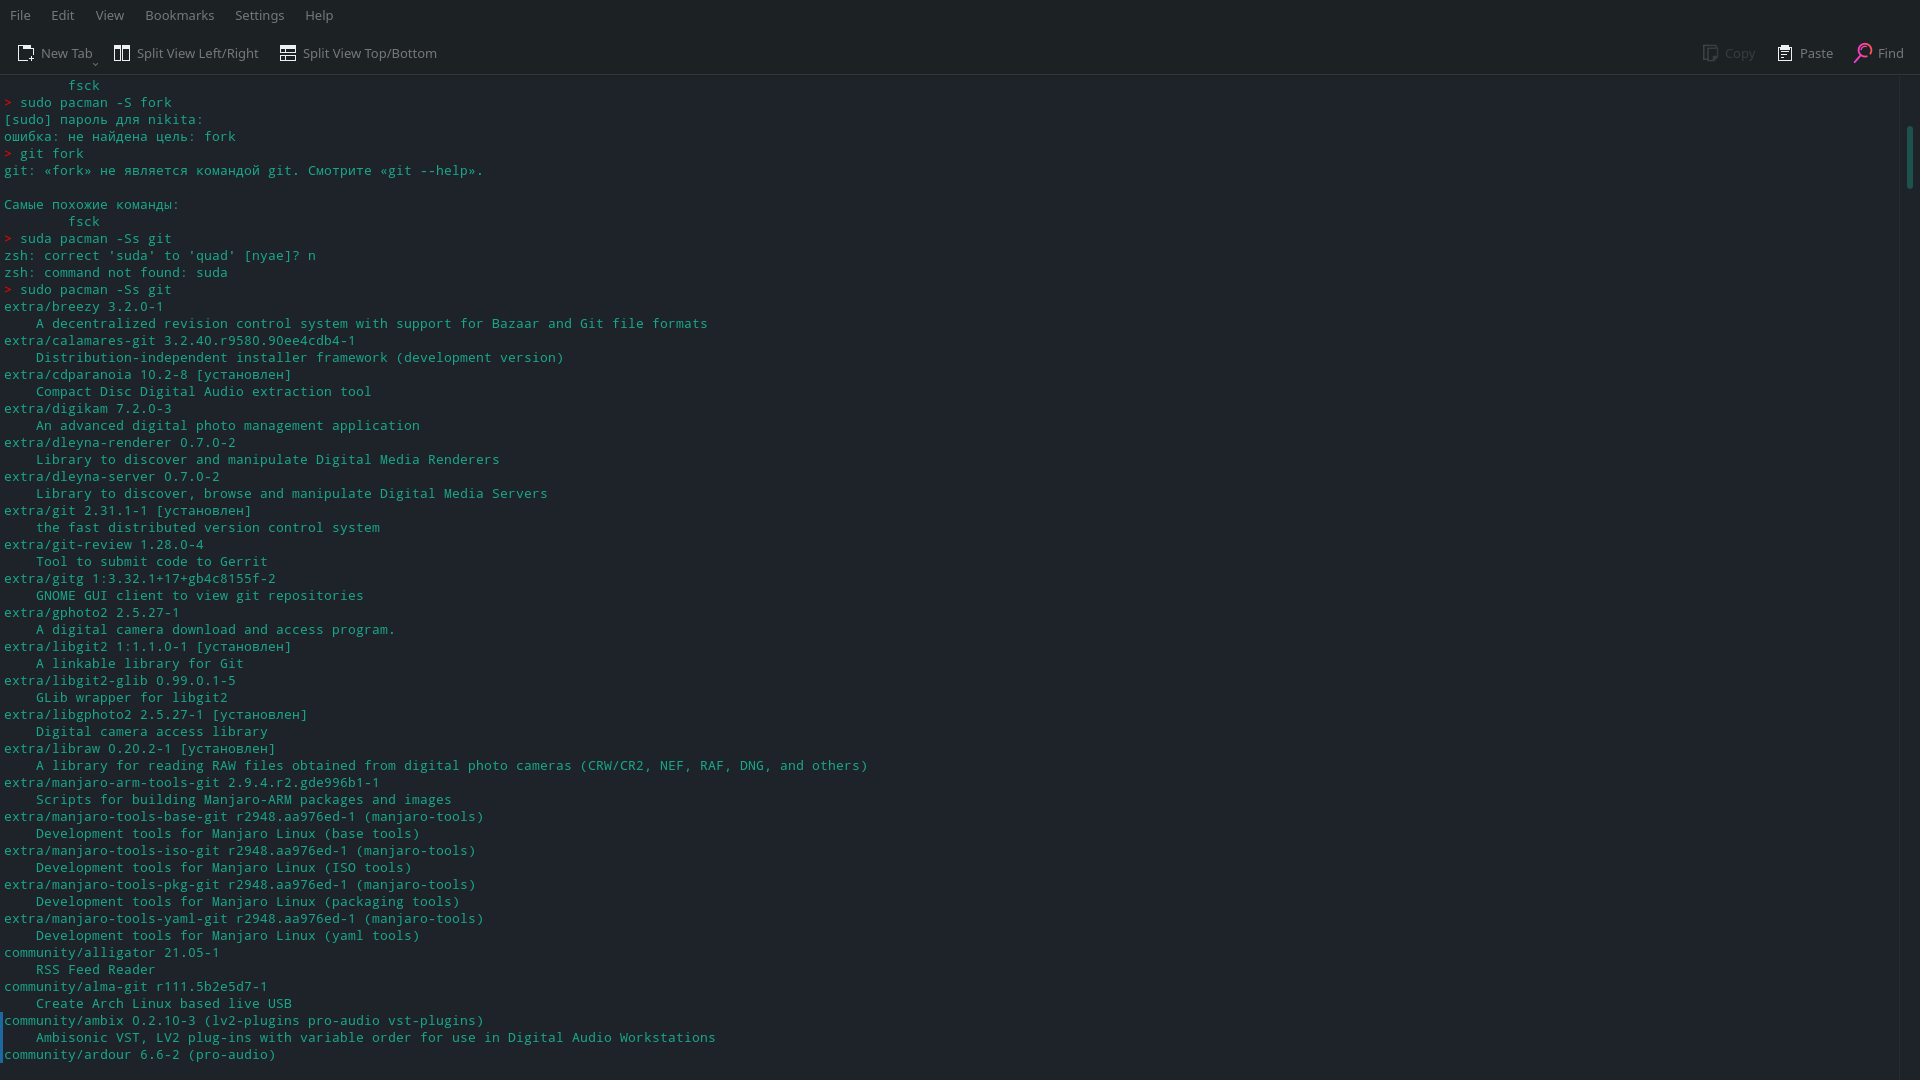 File Edit View Bookmarks Settings Help
New Tab Split View Left/Right Split View Top/Bottom Copy Paste Find
fsck
> sudo pacman -S fork
[sudo] пароль для nikita:
ошибка: не найдена цель: fork
> git fork
git: «fork» не является командой git. Смотрите «git --help».
Самые похожие команды:
fsck
> suda pacman -Ss git
zsh: correct 'suda' to 'quad' [nyae]? n
zsh: command not found: suda
> sudo pacman -Ss git
extra/breezy 3.2.0-1
A decentralized revision control system with support for Bazaar and Git file formats
extra/calamares-git 3.2.40.r9580.90ee4cdb4-1
Distribution-independent installer framework (development version)
extra/cdparanoia 10.2-8 [установлен]
Compact Disc Digital Audio extraction tool
extra/digikam 7.2.0-3
An advanced digital photo management application
extra/dleyna-renderer 0.7.0-2
Library to discover and manipulate Digital Media Renderers
extra/dleyna-server 0.7.0-2
Library to discover, browse and manipulate Digital Media Servers
extra/git 2.31.1-1 [установлен]
the fast distributed version control system
extra/git-review 1.28.0-4
Tool to submit code to Gerrit
extra/gitg 1:3.32.1+17+gb4c8155f-2
GNOME GUI client to view git repositories
extra/gphoto2 2.5.27-1
A digital camera download and access program.
extra/libgit2 1:1.1.0-1 [установлен]
A linkable library for Git
extra/libgit2-glib 0.99.0.1-5
GLib wrapper for libgit2
extra/libgphoto2 2.5.27-1 [установлен]
Digital camera access library
extra/libraw 0.20.2-1 [установлен]
A library for reading RAW files obtained from digital photo cameras (CRW/CR2, NEF, RAF, DNG, and others)
extra/manjaro-arm-tools-git 2.9.4.r2.gde996b1-1
Scripts for building Manjaro-ARM packages and images
extra/manjaro-tools-base-git r2948.aa976ed-1 (manjaro-tools)
Development tools for Manjaro Linux (base tools)
extra/manjaro-tools-iso-git r2948.aa976ed-1 (manjaro-tools)
Development tools for Manjaro Linux (ISO tools)
extra/manjaro-tools-pkg-git r2948.aa976ed-1 (manjaro-tools)
Development tools for Manjaro Linux (packaging tools)
extra/manjaro-tools-yaml-git r2948.aa976ed-1 (manjaro-tools)
Development tools for Manjaro Linux (yaml tools)
community/alligator 21.05-1
RSS Feed Reader
community/alma-git r111.5b2e5d7-1
Create Arch Linux based live USB
community/ambix 0.2.10-3 (lv2-plugins pro-audio vst-plugins)
Ambisonic VST, LV2 plug-ins with variable order for use in Digital Audio Workstations
community/ardour 6.6-2 (pro-audio)